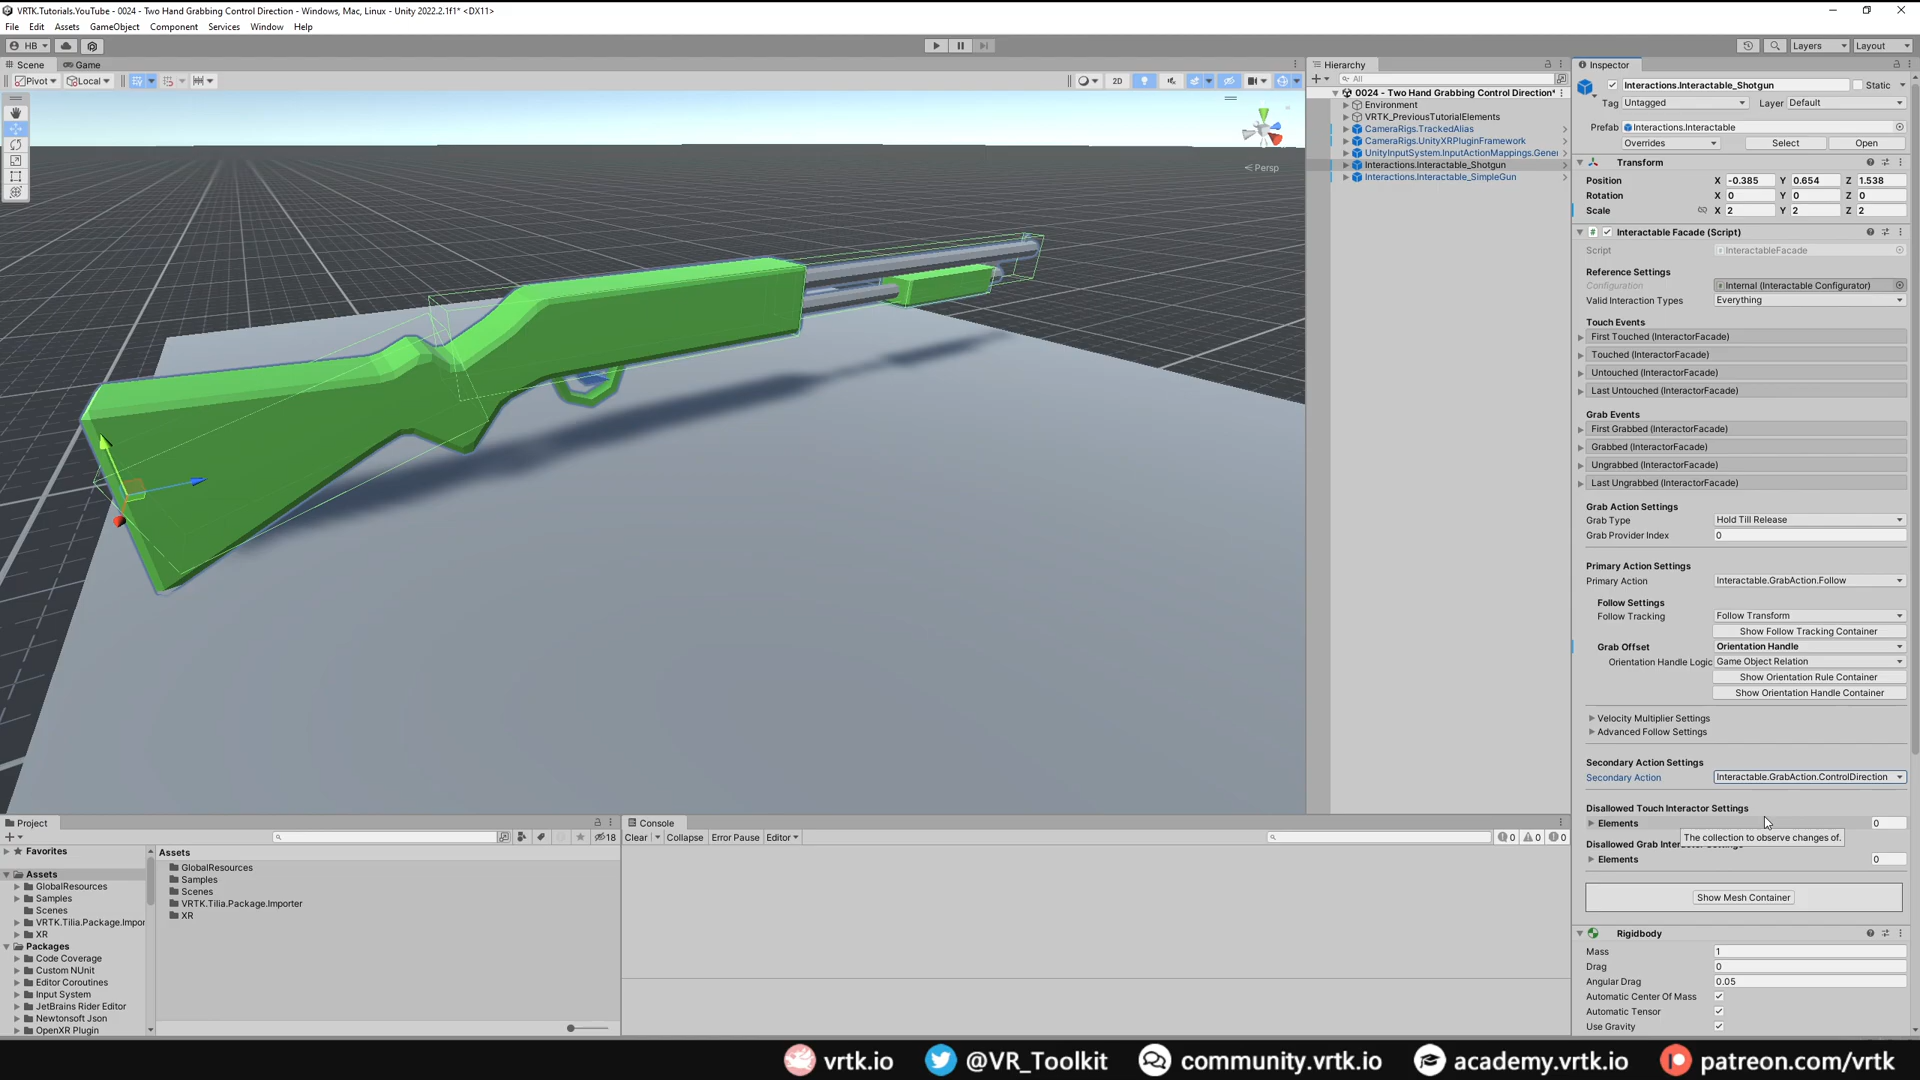 VRTK.Tutorials.YouTube - 0024 - Two Hand Grabbing Control Direction - Windows, Mac, Linux - Unity 2022.2.1f1* <DX11>
File Edit Assets GameObject Component Services Window Help
HB Layers Layout
Scene Game
Pivot Local 2D
Persp
Hierarchy
All
0024 - Two Hand Grabbing Control Direction*
Environment
VRTK_PreviousTutorialElements
CameraRigs.TrackedAlias
CameraRigs.UnityXRPluginFramework
UnityInputSystem.InputActionMappings.Gener
Interactions.Interactable_Shotgun
Interactions.Interactable_SimpleGun
Inspector
Interactions.Interactable_Shotgun Static
Tag Untagged Layer Default
Prefab Interactions.Interactable
Overrides Select Open
Transform
Position X -0.385 Y 0.654 Z 1.538
Rotation X 0 Y 0 Z 0
Scale X 2 Y 2 Z 2
Interactable Facade (Script)
Script InteractableFacade
Reference Settings
Configuration Internal (Interactable Configurator)
Valid Interaction Types Everything
Touch Events
First Touched (InteractorFacade)
Touched (InteractorFacade)
Untouched (InteractorFacade)
Last Untouched (InteractorFacade)
Grab Events
First Grabbed (InteractorFacade)
Grabbed (InteractorFacade)
Ungrabbed (InteractorFacade)
Last Ungrabbed (InteractorFacade)
Grab Action Settings
Grab Type Hold Till Release
Grab Provider Index 0
Primary Action Settings
Primary Action Interactable.GrabAction.Follow
Follow Settings
Follow Tracking Follow Transform
Show Follow Tracking Container
Grab Offset Orientation Handle
Orientation Handle Logic Game Object Relation
Show Orientation Rule Container
Show Orientation Handle Container
Velocity Multiplier Settings
Advanced Follow Settings
Secondary Action Settings
Secondary Action Interactable.GrabAction.ControlDirection
Disallowed Touch Interactor Settings
Elements 0
The collection to observe changes of.
Disallowed Grab Interactor Settings
Elements 0
Show Mesh Container
Rigidbody
Mass 1
Drag 0
Angular Drag 0.05
Automatic Center Of Mass
Automatic Tensor
Use Gravity
Project
18
Favorites
Assets
GlobalResources
Samples
Scenes
VRTK.Tilia.Package.Impor
XR
Packages
Code Coverage
Custom NUnit
Editor Coroutines
Input System
JetBrains Rider Editor
Newtonsoft Json
OpenXR Plugin
Assets
GlobalResources
Samples
Scenes
VRTK.Tilia.Package.Importer
XR
Console
Clear Collapse Error Pause Editor 0 0 0
vrtk.io @VR_Toolkit community.vrtk.io academy.vrtk.io patreon.com/vrtk